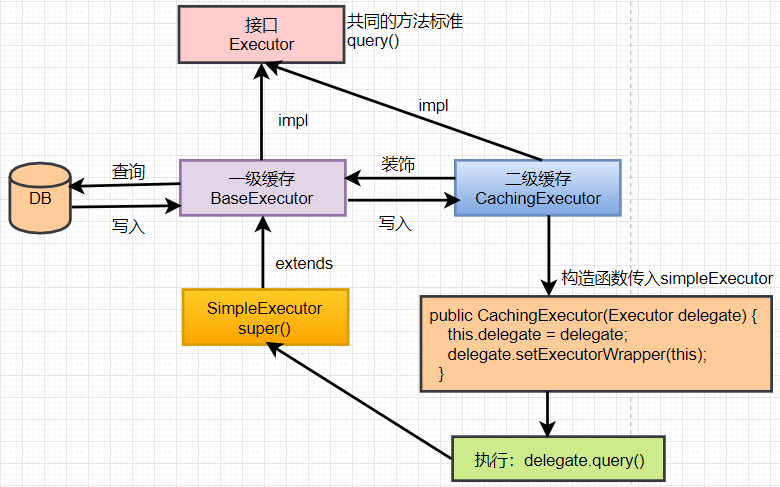 接口
Executor
共同的方法标准
query()
impl
impl
查询
一级缓存
BaseExecutor
装饰
二级缓存
CachingExecutor
DB
写入
写入
extends
构造函数传入simpleExecutor
SimpleExecutor
super()
public CachingExecutor(Executor delegate) {
this.delegate = delegate;
delegate.setExecutorWrapper(this);
}
执行：delegate.query()